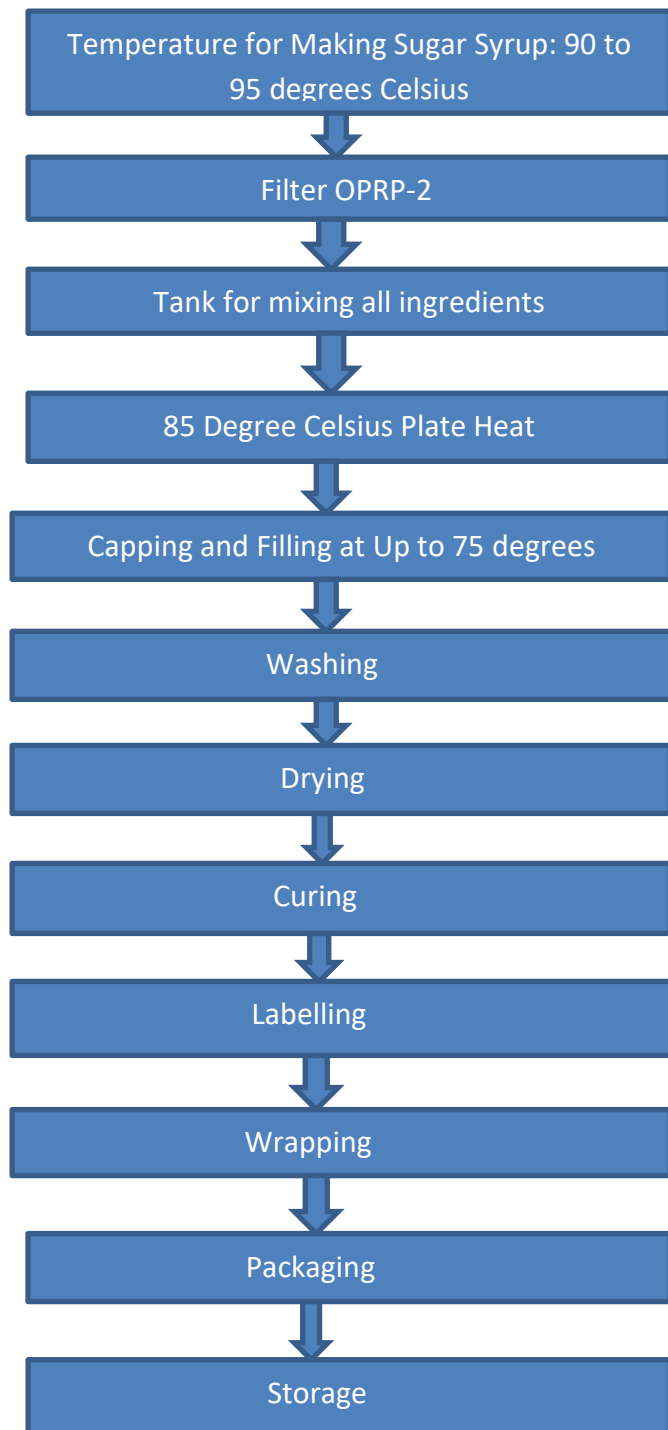 Temperature for Making Sugar Syrup: 90 to
95 degrees Celsius
Filter OPRP-2
Tank for mixing all ingredients
85 Degree Celsius Plate Heat
Capping and Filling at Up to 75 degrees
Washing
Drying
Curing
Labelling
Wrapping
Packaging
Storage